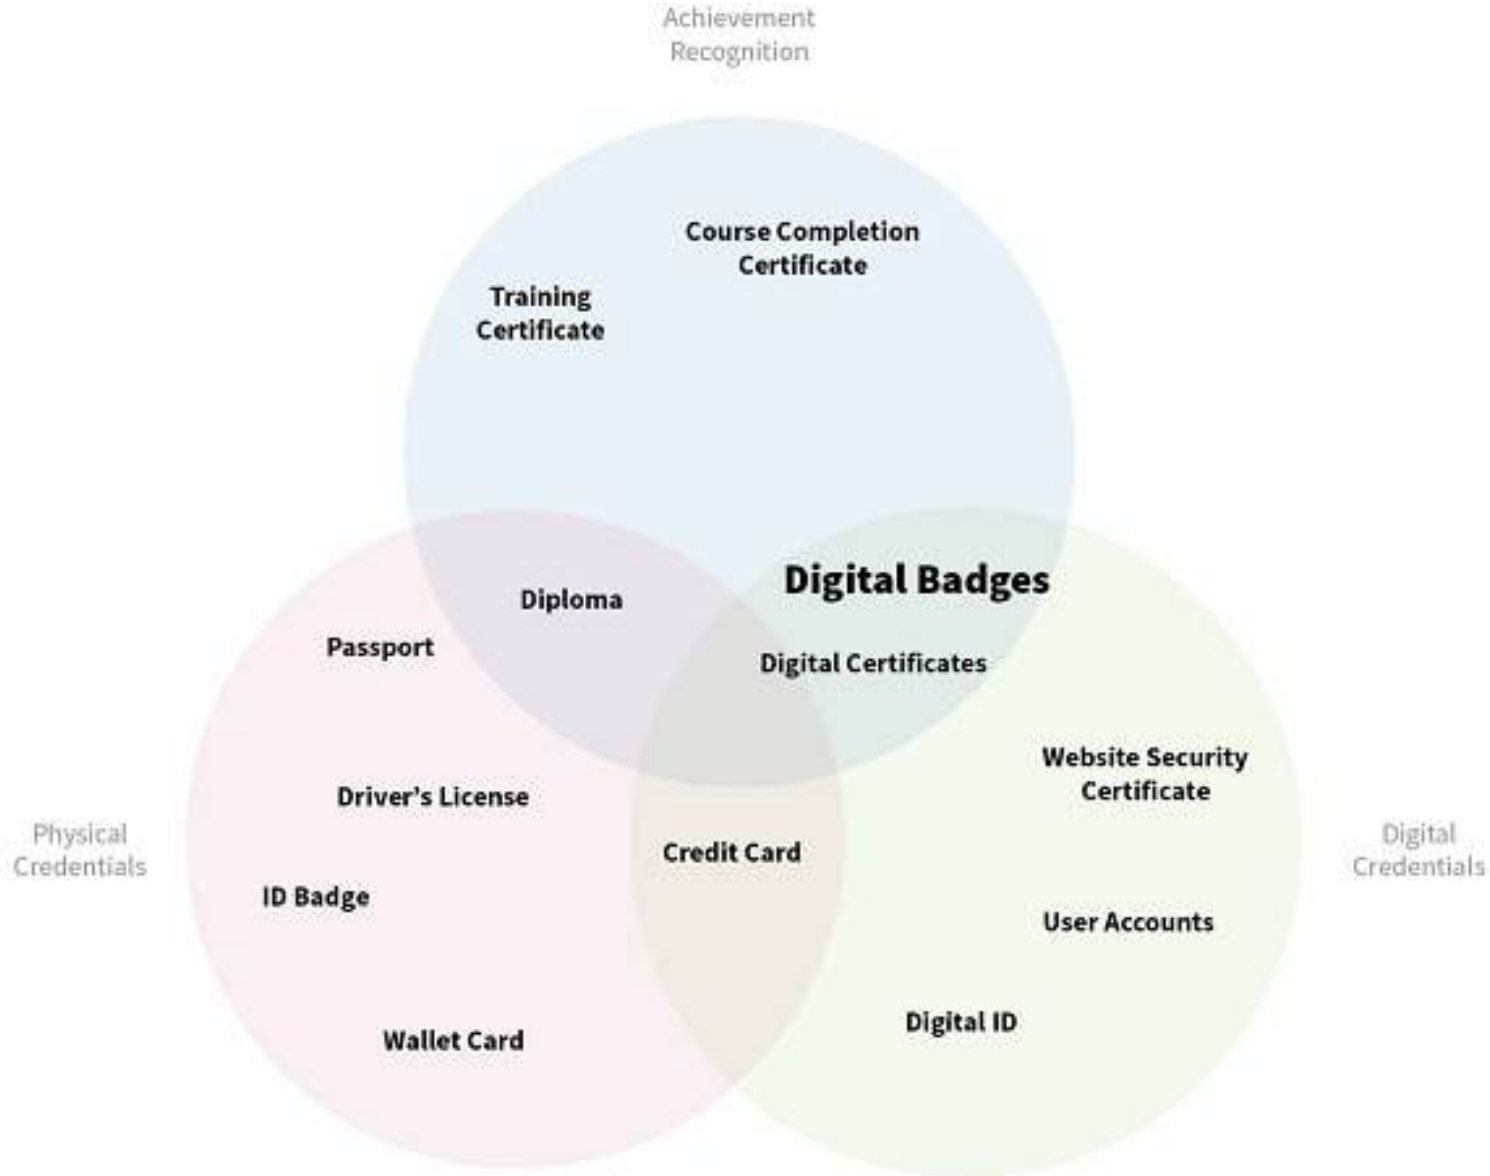 Achievement
Recognition
Course Completion
Certificate
Training
Certificate
Digital Badges
Diploma
Passport
Digital Certificates
Website Security
Certificate
Driver’s License
Physical
Credentials
Credit Card
Digital
Credentials
ID Badge
User Accounts
Digital ID
Wallet Card